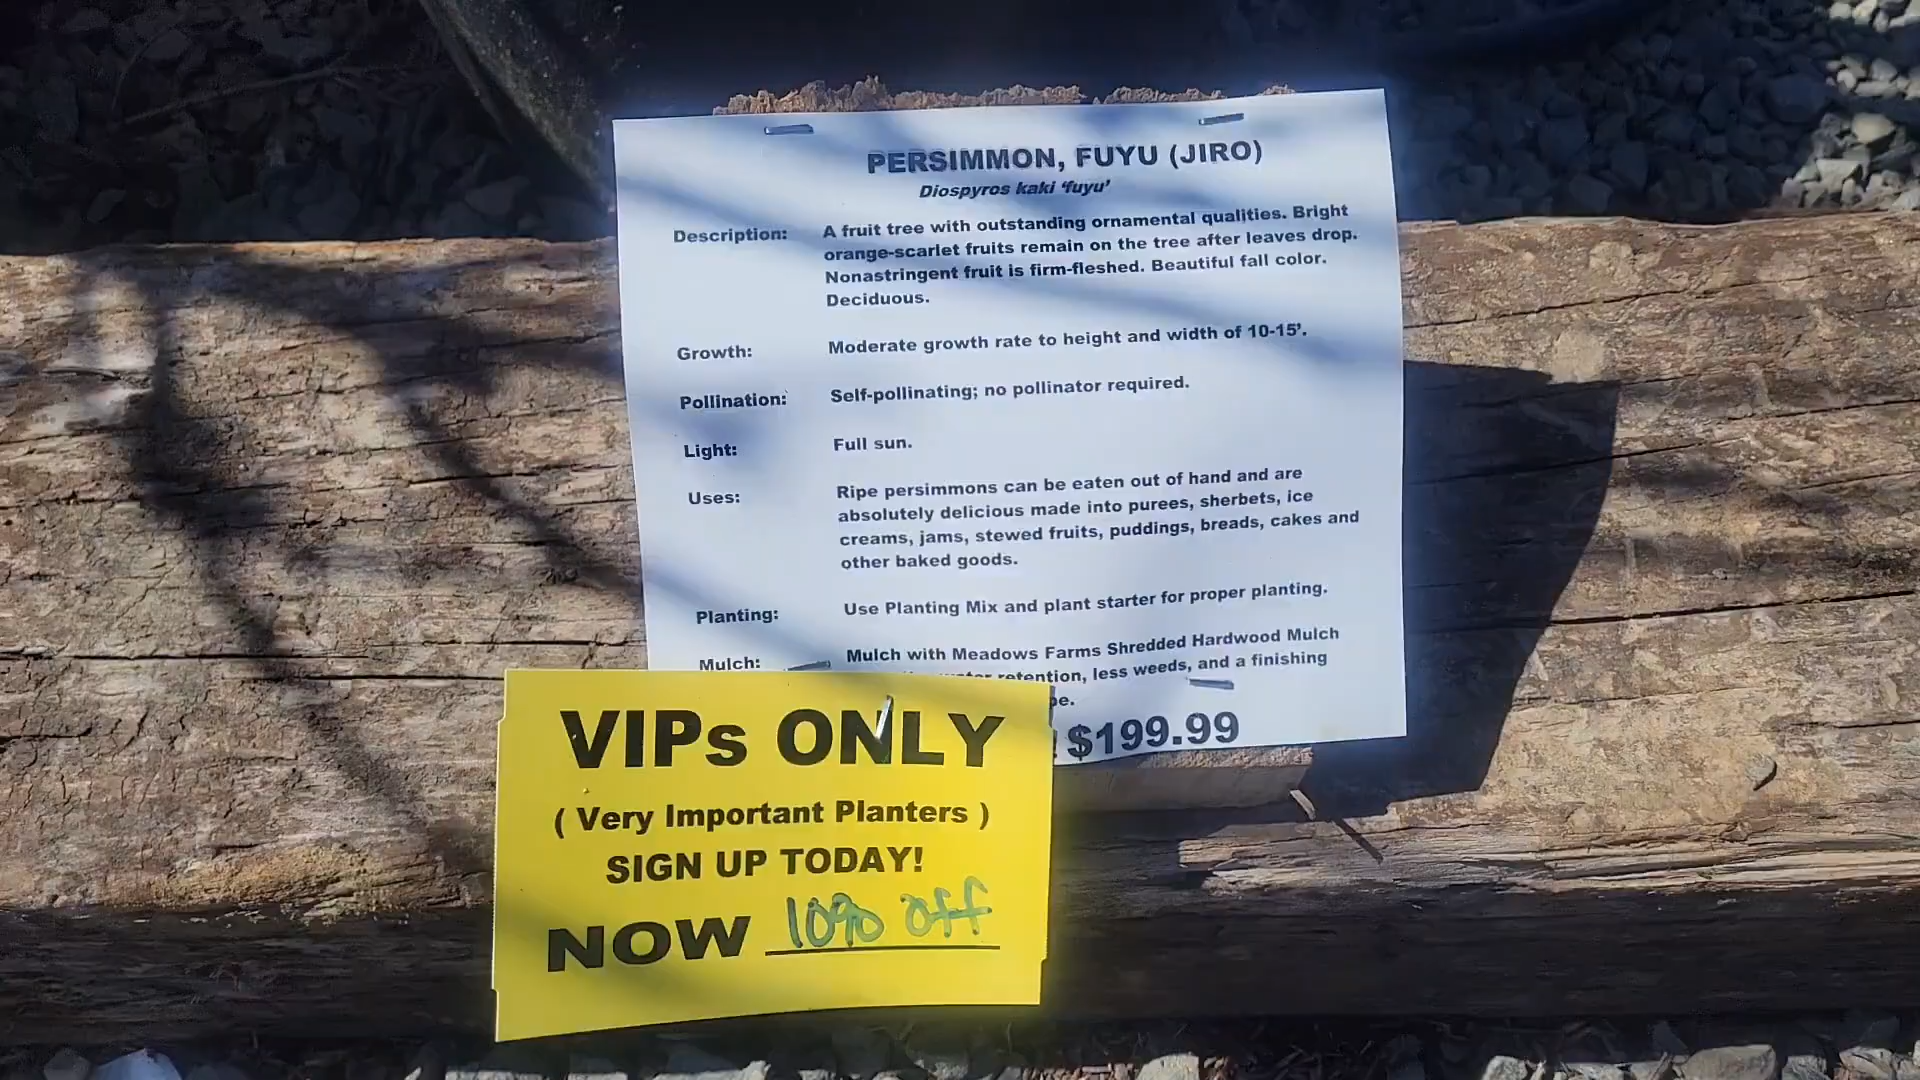 PERSIMMON, FUYU (JIRO)
Diospyros kaki 'fuyu'
Description: A fruit tree with outstanding ornamental qualities. Bright
orange-scarlet fruits remain on the tree after leaves drop.
Nonastringent fruit is firm-fleshed. Beautiful fall color.
Deciduous.
Growth: Moderate growth rate to height and width of 10-15'.
Pollination: Self-pollinating; no pollinator required.
Light: Full sun.
Uses: Ripe persimmons can be eaten out of hand and are
absolutely delicious made into purees, sherbets, ice
creams, jams, stewed fruits, puddings, breads, cakes and
other baked goods.
Planting: Use Planting Mix and plant starter for proper planting.
Mulch: Mulch with Meadows Farms Shredded Hardwood Mulch
retention, less weeds, and a finishing
$199.99
VIPs ONLY
( Very Important Planters )
SIGN UP TODAY!
NOW 10% off